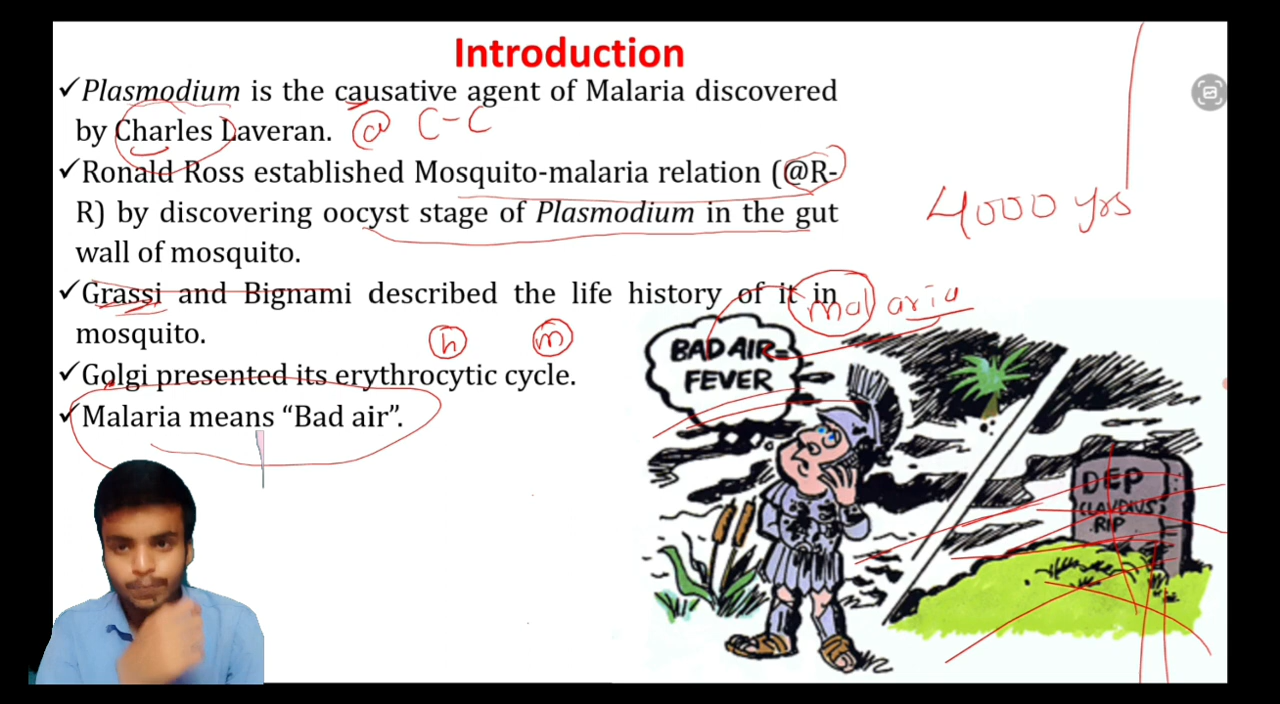 Introduction
✓Plasmodium is the causative agent of Malaria discovered
by Charles Laveran. @ C-C
✓Ronald Ross established Mosquito-malaria relation (@R-
R) by discovering oocyst stage of Plasmodium in the gut
wall of mosquito.
4000 yrs
✓Grassi and Bignami described the life history of it in
mosquito.
malaria
h m
✓Golgi presented its erythrocytic cycle.
✓Malaria means “Bad air”.
BAD AIR=
FEVER
DEP
CLAVDIVS
RIP